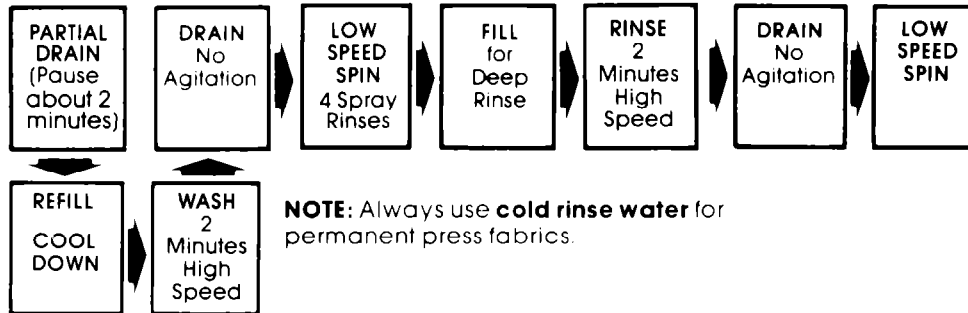 PARTIAL
DRAIN
(Pause
about 2
minutes)
REFILL
COOL
DOWN
WASH
2
Minutes
High
Speed
DRAIN
No
Agitation
LOW
SPEED
SPIN
4 Spray
Rinses
FILL
for
Deep
Rinse
RINSE
2
Minutes
High
Speed
DRAIN
No
Agitation
LOW
SPEED
SPIN
NOTE: Always use cold rinse water for
permanent press fabrics.